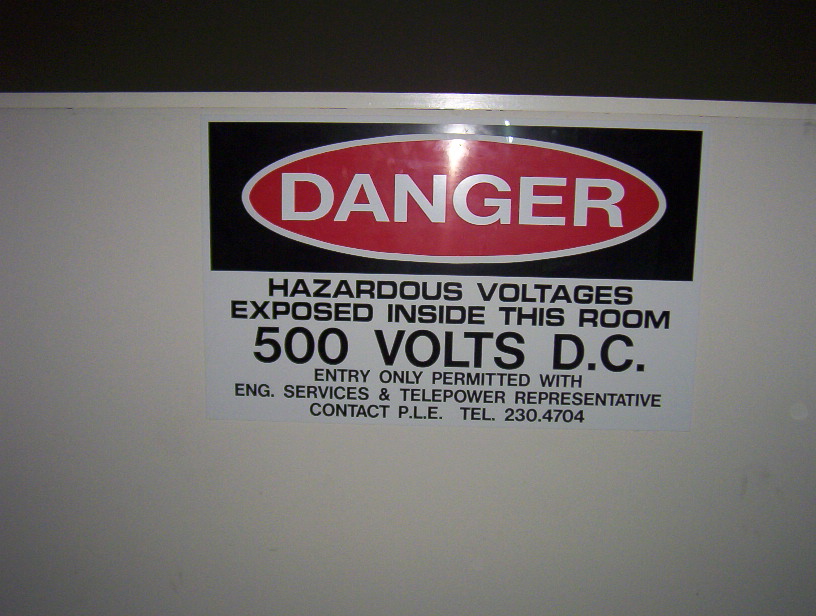 DANGER
HAZARDOUS VOLTAGES
EXPOSED INSIDE THIS ROOM
500 VOLTS D.C.
ENTRY ONLY PERMITTED WITH
ENG. SERVICES & TELEPOWER REPRESENTATIVE
CONTACT P.L.E. TEL. 230.4704